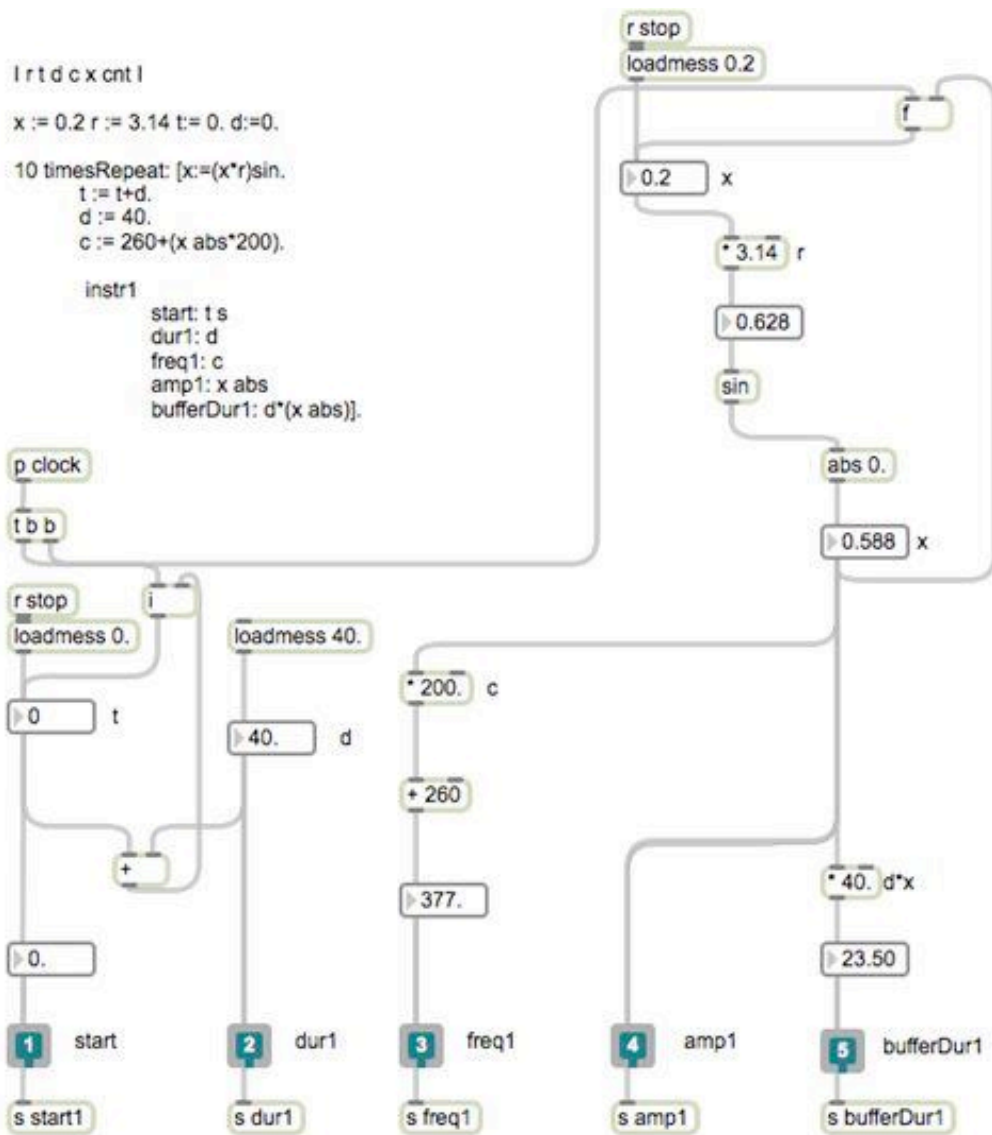 I r t d c x cnt I
x := 0.2 r := 3.14 t:= 0. d:=0.
10 timesRepeat: [x:=(x*r)sin.
t := t+d.
d := 40.
c := 260+(x abs*200).
instr1
start: t s
dur1: d
freq1: c
amp1: x abs
bufferDur1: d*(x abs)].
r stop
loadmess 0.2
f
0.2 x
* 3.14 r
0.628
sin
abs 0.
0.588 x
p clock
t b b
i
r stop
loadmess 0.
0 t
loadmess 40.
40. d
+
0.
* 200. c
+ 260
377.
* 40. d*x
23.50
1 start
2 dur1
3 freq1
4 amp1
5 bufferDur1
s start1
s dur1
s freq1
s amp1
s bufferDur1